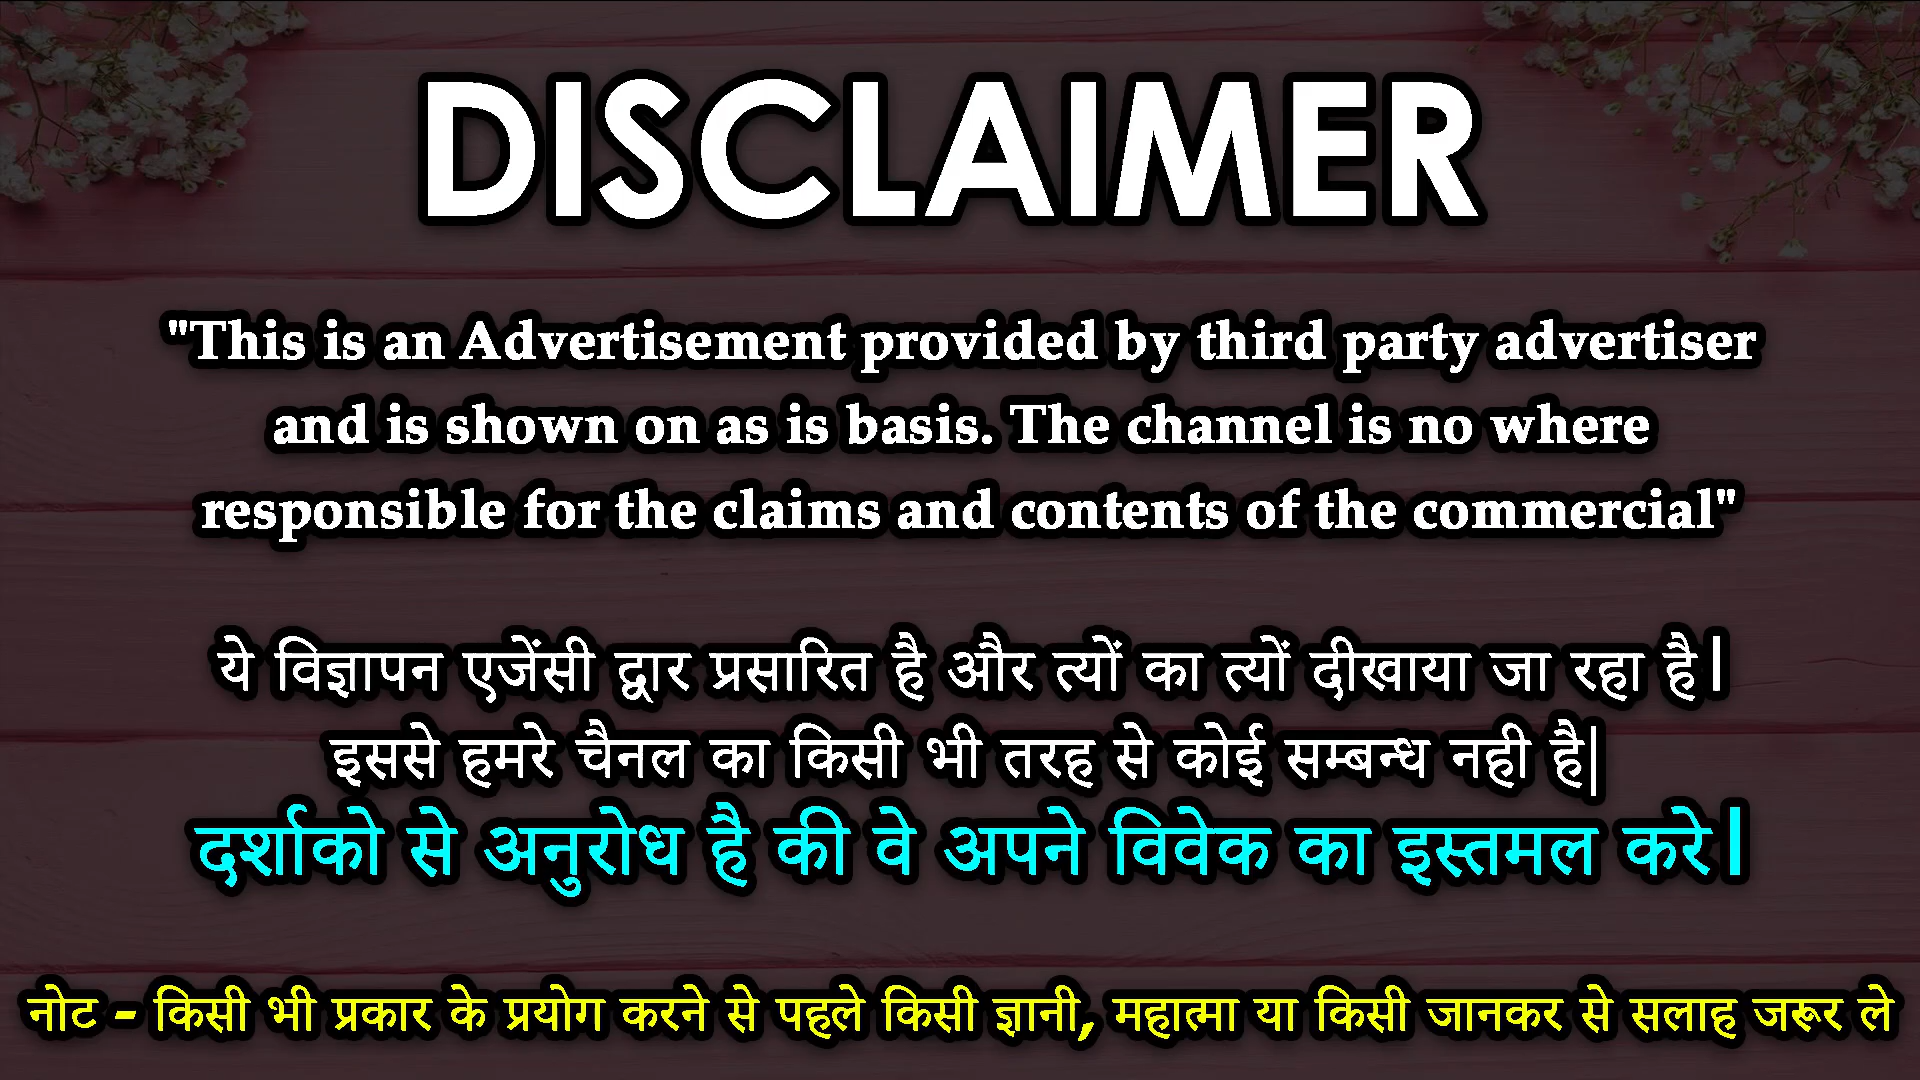 DISCLAIMER
"This is an Advertisement provided by third party advertiser
and is shown on as is basis. The channel is no where
responsible for the claims and contents of the commercial"
ये विज्ञापन एजेंसी द्वार प्रसारित है और त्यों का त्यों दीखाया जा रहा है।
इससे हमरे चैनल का किसी भी तरह से कोई सम्बन्ध नही है|
दर्शाको से अनुरोध है की वे अपने विवेक का इस्तमल करे।
नोट - किसी भी प्रकार के प्रयोग करने से पहले किसी ज्ञानी, महात्मा या किसी जानकर से सलाह जरूर ले